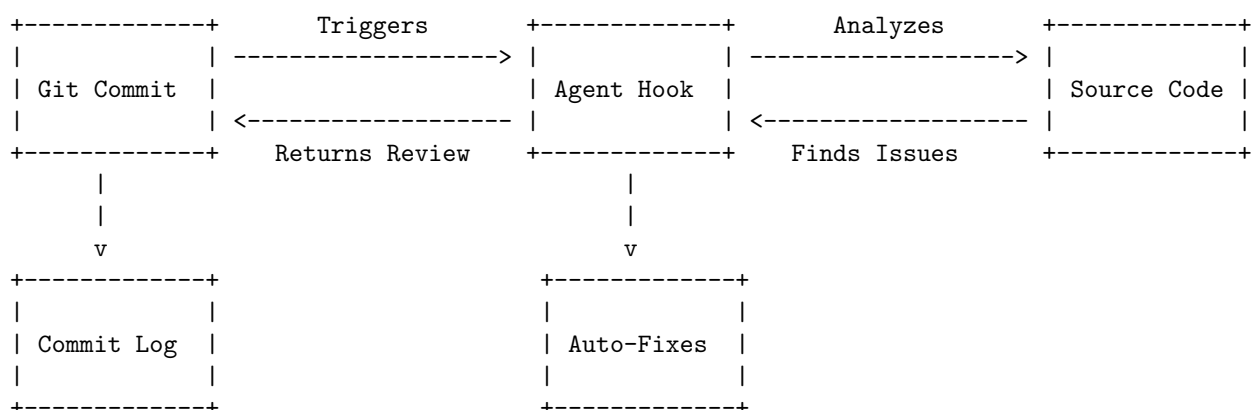 Triggers Analyzes
Git Commit Agent Hook Source Code
Returns Review Finds Issues
Commit Log Auto-Fixes